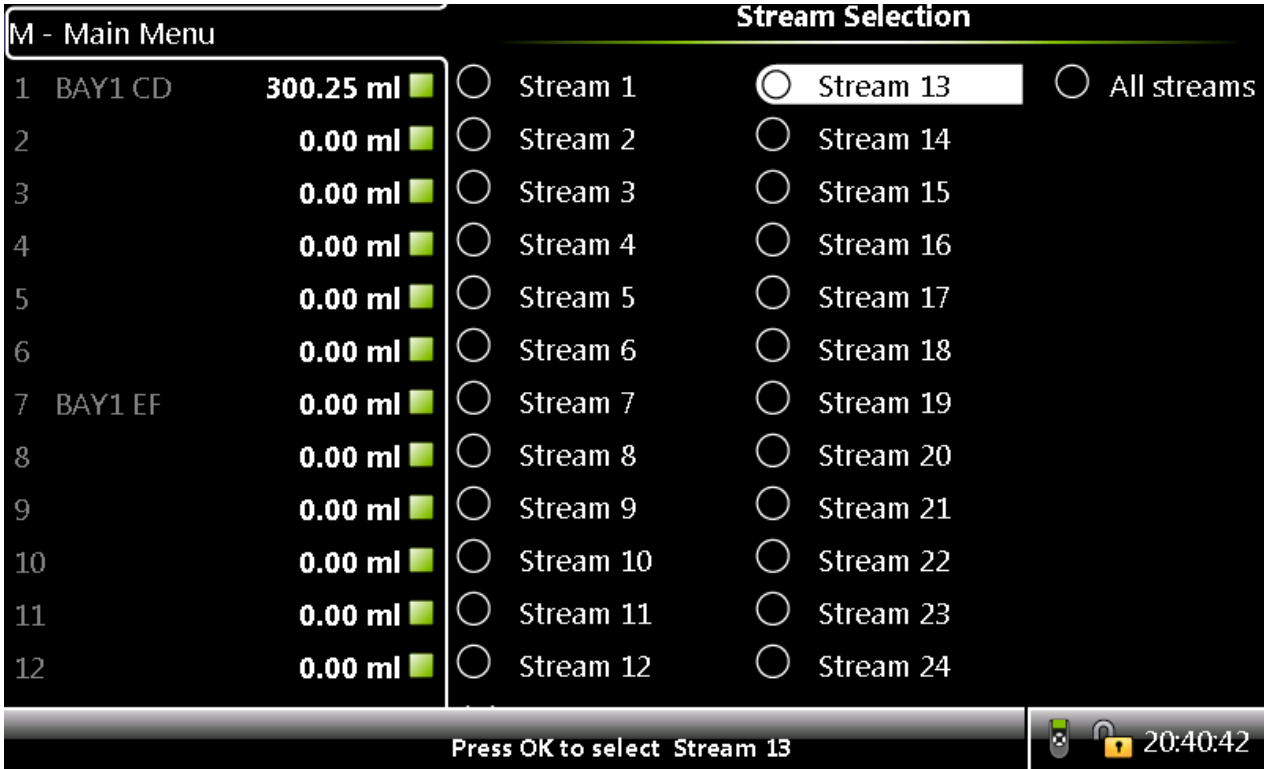 M - Main Menu
Stream Selection
1 BAY1 CD 300.25 ml
2 0.00 ml
3 0.00 ml
4 0.00 ml
5 0.00 ml
6 0.00 ml
7 BAY1 EF 0.00 ml
8 0.00 ml
9 0.00 ml
10 0.00 ml
11 0.00 ml
12 0.00 ml
Stream 1
Stream 2
Stream 3
Stream 4
Stream 5
Stream 6
Stream 7
Stream 8
Stream 9
Stream 10
Stream 11
Stream 12
Stream 13
Stream 14
Stream 15
Stream 16
Stream 17
Stream 18
Stream 19
Stream 20
Stream 21
Stream 22
Stream 23
Stream 24
All streams
Press OK to select Stream 13
20:40:42